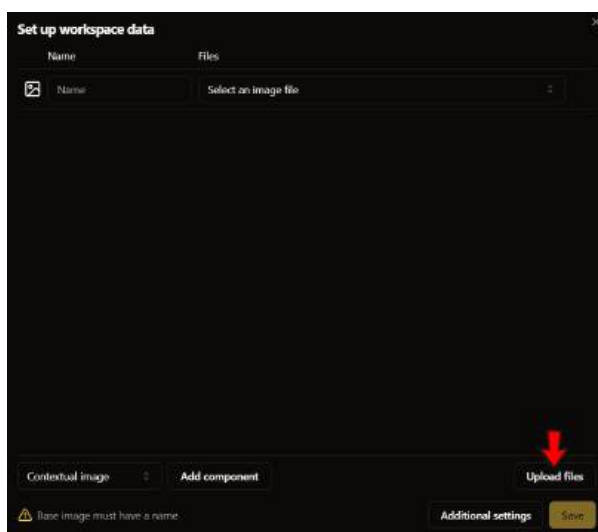 Set up workspace data
Name Files
Name Select an image file
Contextual image Add component Upload files
Base image must have a name Additional settings Save